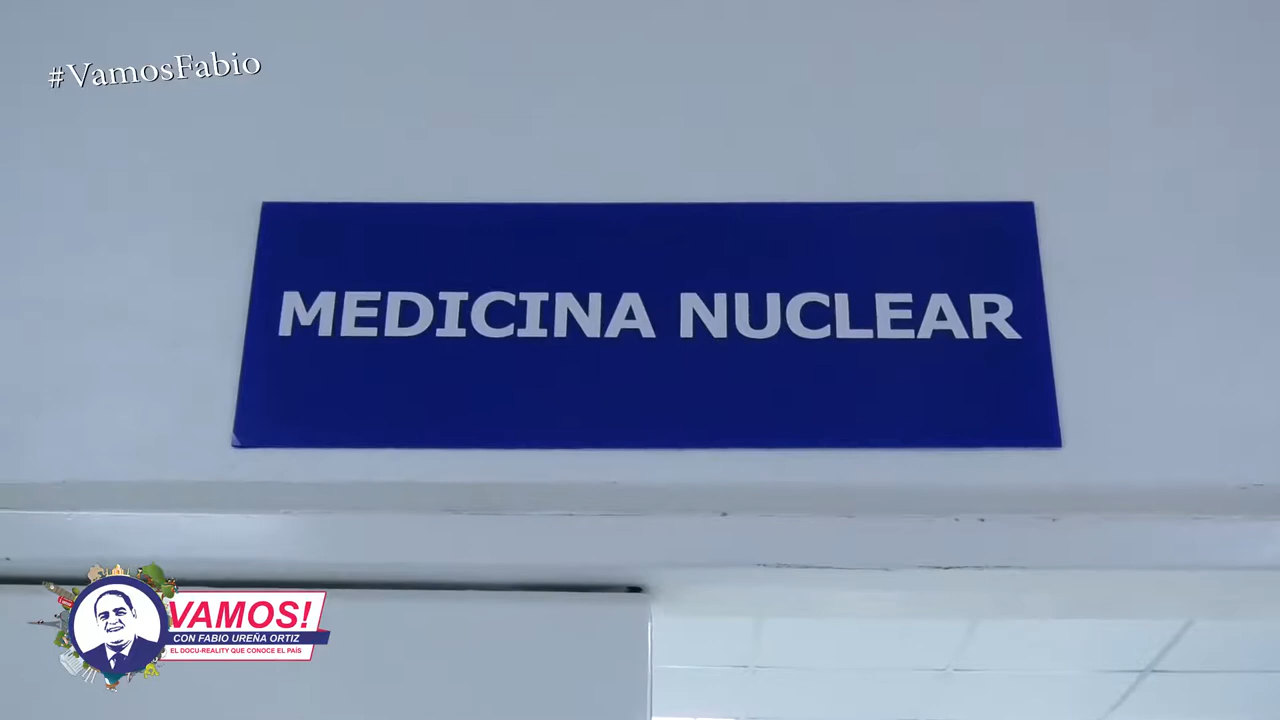 #VamosFabio
MEDICINA NUCLEAR
VAMOS!
CON FABIO UREÑA ORTIZ
EL DOCU-REALITY QUE CONOCE EL PAÍS